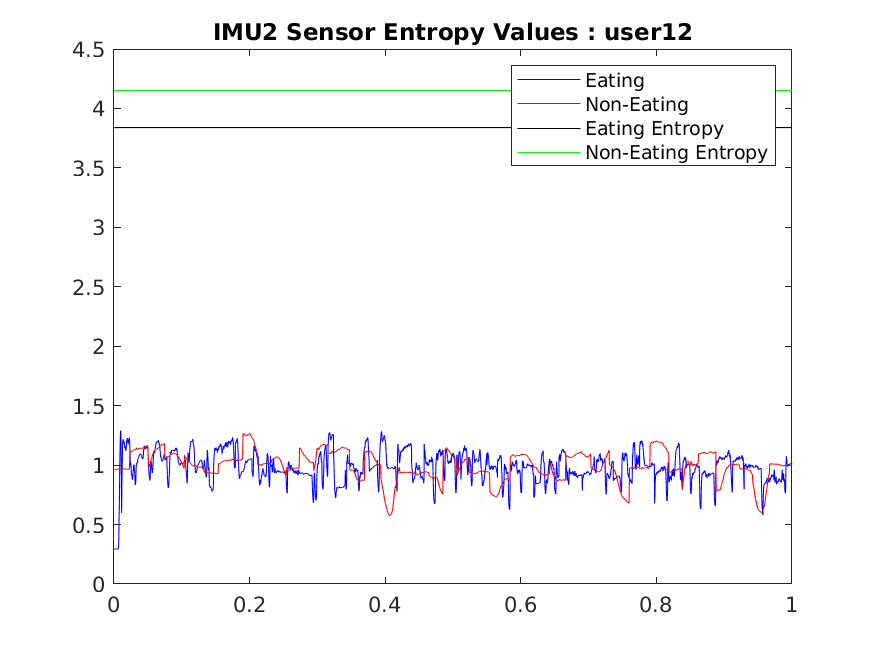 IMU2 Sensor Entropy Values : user12
4.5
4
3.5
3
2.5
2
1.5
1
0.5
0
Eating
Non-Eating
Eating Entropy
Non-Eating Entropy
0 0.2 0.4 0.6 0.8 1